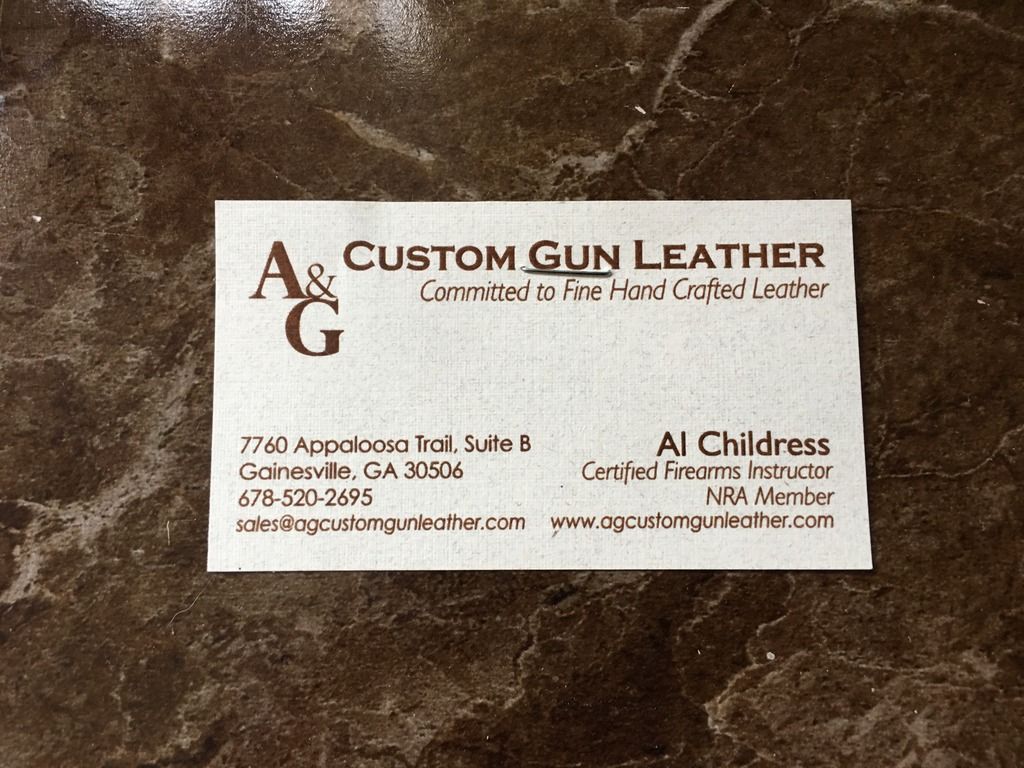 A& CUSTOM GUN LEATHER
G
Committed to Fine Hand Crafted Leather
7760 Appaloosa Trail, Suite B
Gainesville, GA 30506
678-520-2695
sales@agcustomgunleather.com
Al Childress
Certified Firearms Instructor
NRA Member
www.agcustomgunleather.com